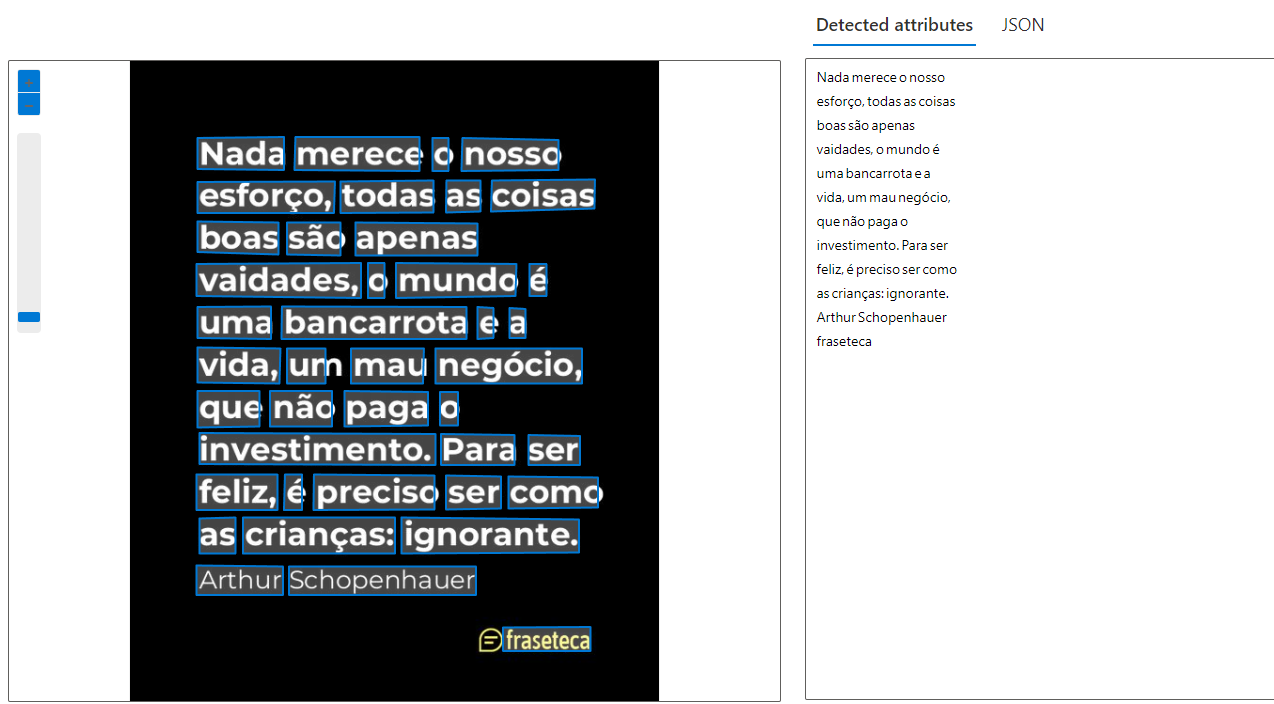 Detected attributes
JSON
+
-
Nada merece o nosso
esforço, todas as coisas
boas são apenas
vaidades, o mundo é
uma bancarrota e a
vida, um mau negócio,
que não paga o
investimento. Para ser
feliz, é preciso ser como
as crianças: ignorante.
Arthur Schopenhauer
fraseteca
Nada merece o nosso
esforço, todas as coisas
boas são apenas
vaidades, o mundo é
uma bancarrota e a
vida, um mau negócio,
que não paga o
investimento. Para ser
feliz, é preciso ser como
as crianças: ignorante.
Arthur Schopenhauer
fraseteca